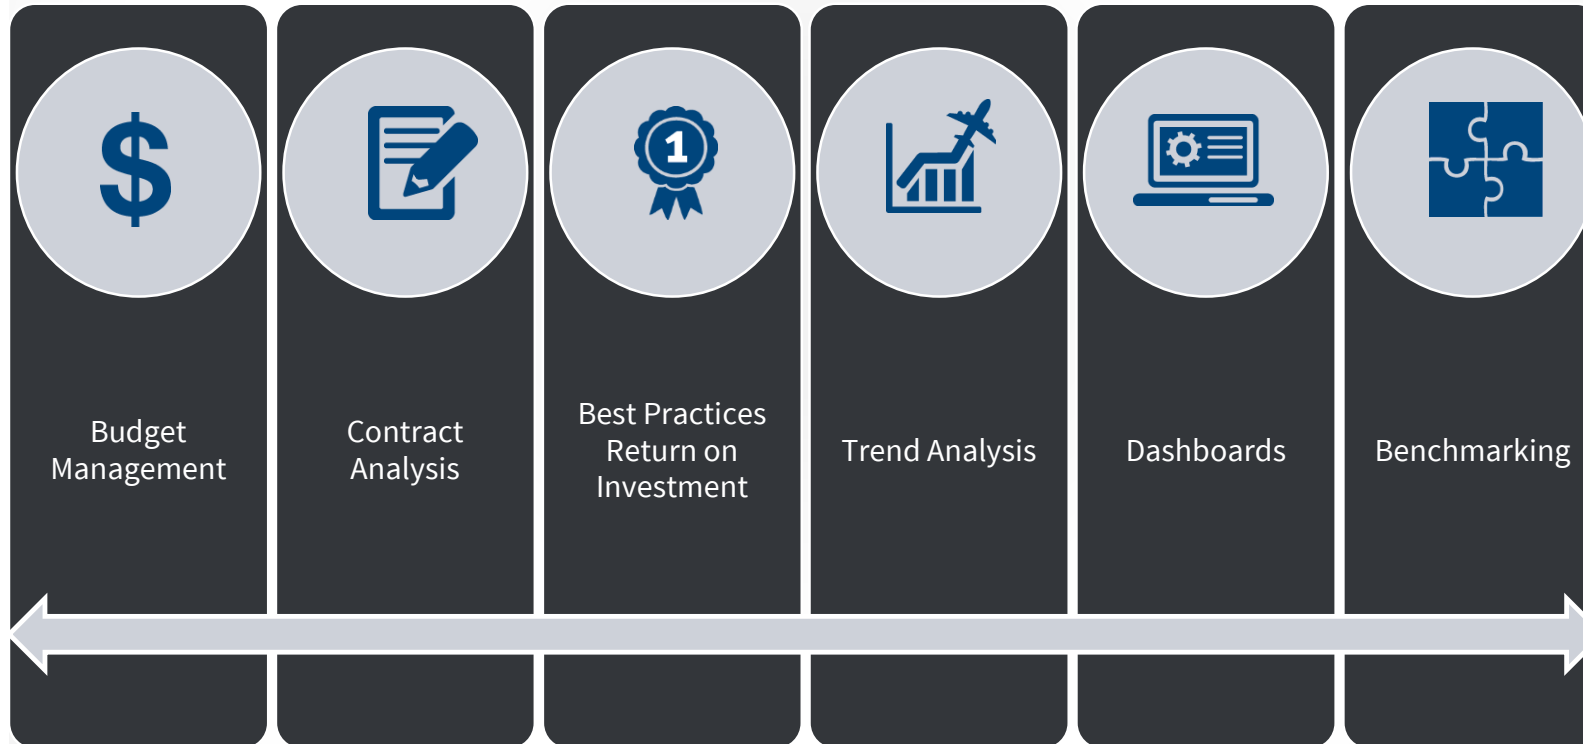 $
1
Budget
Management
Contract
Analysis
Best Practices
Return on
Investment
Trend Analysis
Dashboards
Benchmarking